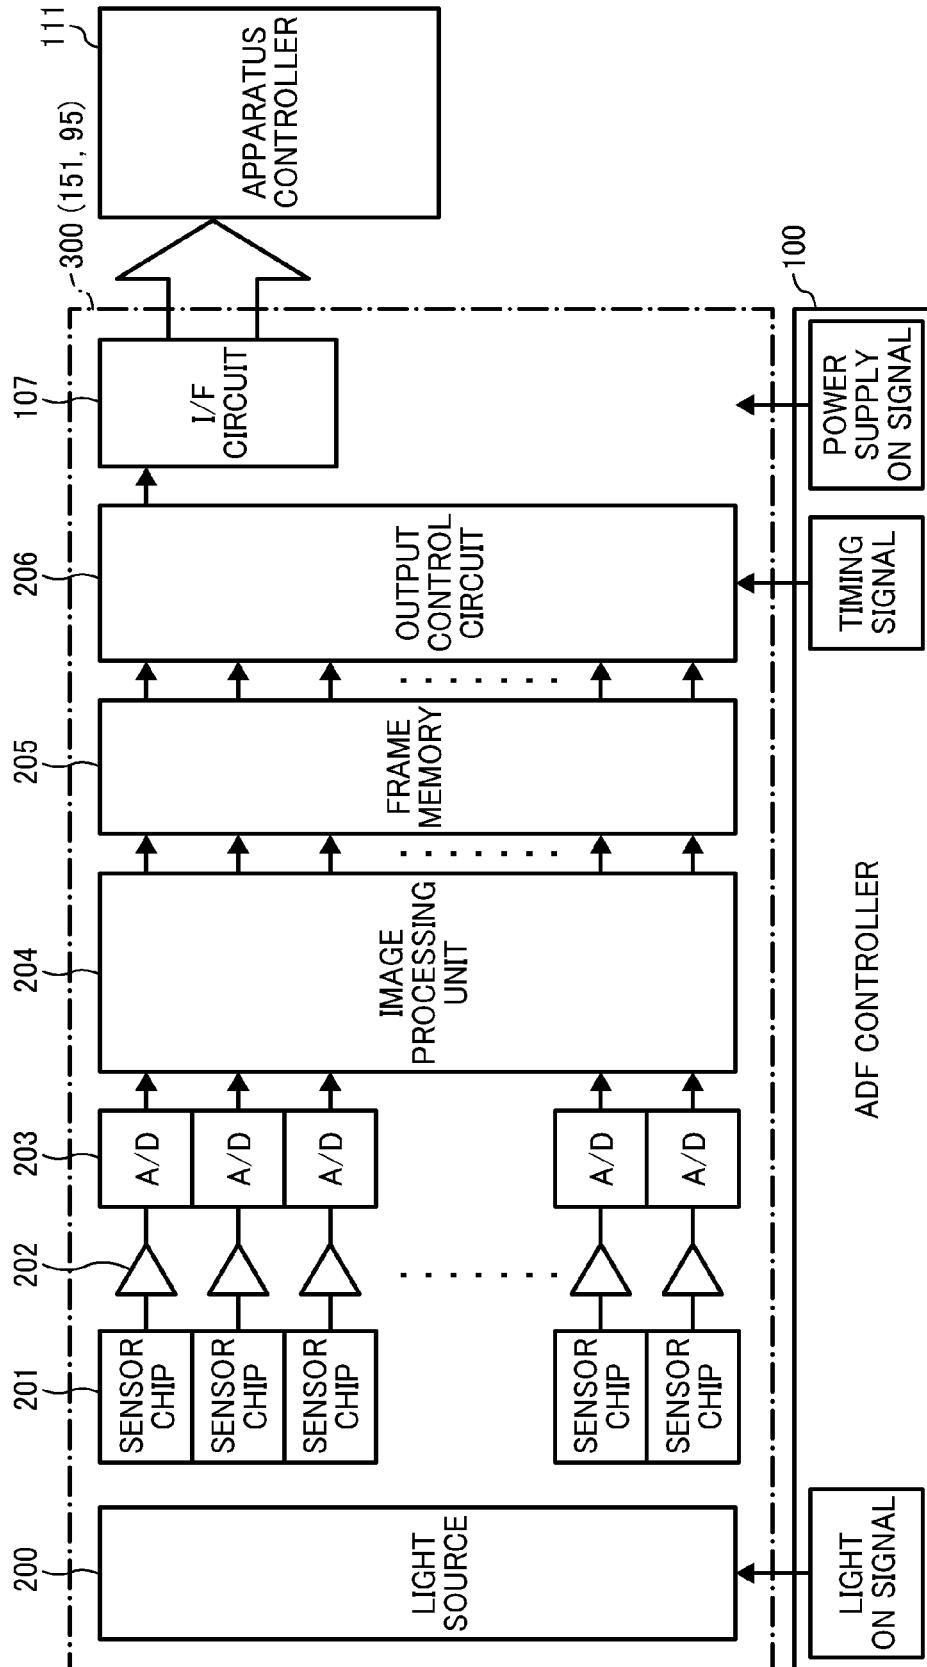 200
201
202
203
204
205
206
107
300 (151, 95)
111
LIGHT
SOURCE
SENSOR
CHIP
SENSOR
CHIP
SENSOR
CHIP
SENSOR
CHIP
SENSOR
CHIP
A/D
A/D
A/D
A/D
A/D
IMAGE
PROCESSING
UNIT
FRAME
MEMORY
OUTPUT
CONTROL
CIRCUIT
I/F
CIRCUIT
APPARATUS
CONTROLLER
LIGHT
ON SIGNAL
ADF CONTROLLER
TIMING
SIGNAL
POWER
SUPPLY
ON SIGNAL
100